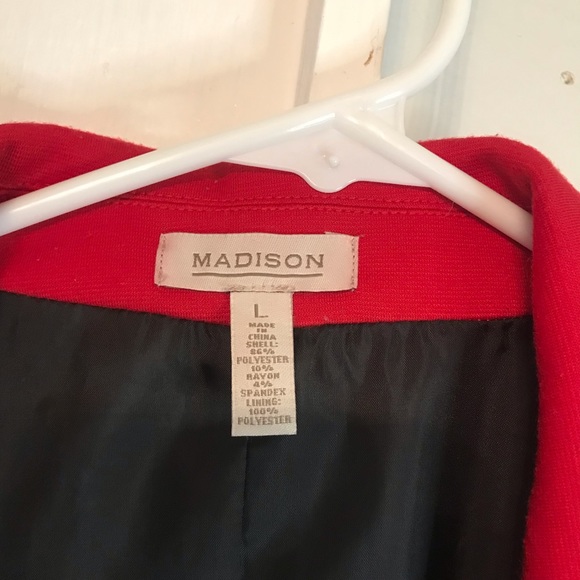 MADISON
L
MADE
IN
CHINA
SHELL:
86%
POLYESTER
10%
RAYON
4%
SPANDEX
LINING:
100%
POLYESTER